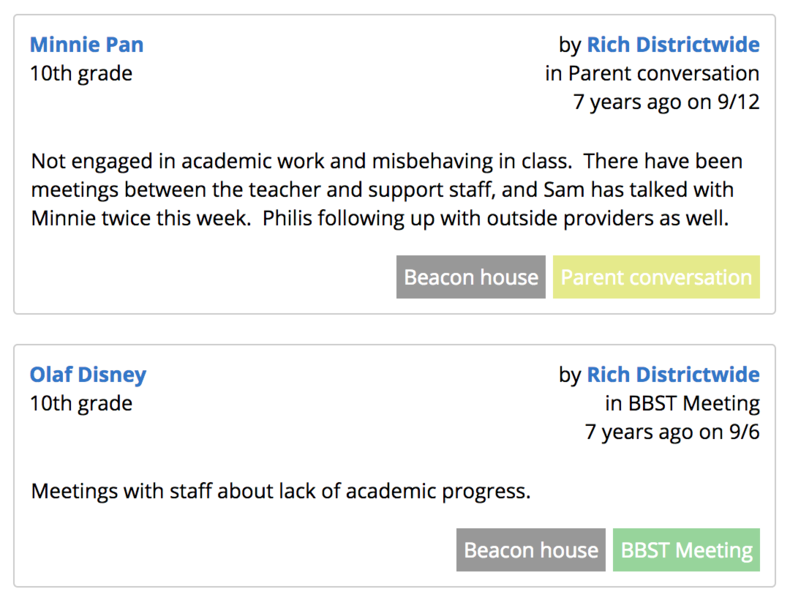 Minnie Pan
by Rich Districtwide
10th grade
in Parent conversation
7 years ago on 9/12
Not engaged in academic work and misbehaving in class.  There have been
meetings between the teacher and support staff, and Sam has talked with
Minnie twice this week.  Philis following up with outside providers as well.
Beacon house
Parent conversation
Olaf Disney
by Rich Districtwide
10th grade
in BBST Meeting
7 years ago on 9/6
Meetings with staff about lack of academic progress.
Beacon house
BBST Meeting